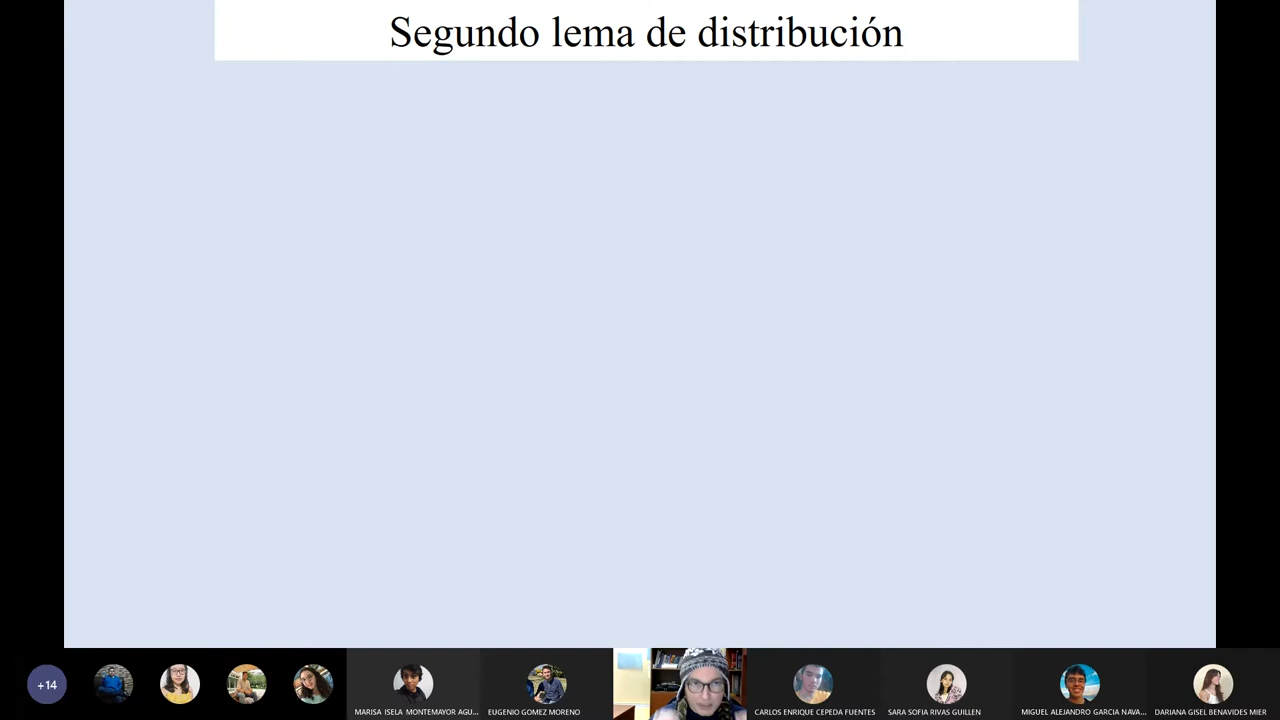 Segundo lema de distribución
+14
MARISA ISELA MONTEMAYOR AGU...
EUGENIO GOMEZ MORENO
CARLOS ENRIQUE CEPEDA FUENTES
SARA SOFIA RIVAS GUILLEN
MIGUEL ALEJANDRO GARCIA NAVA...
DARIANA GISEL BENAVIDES MIER